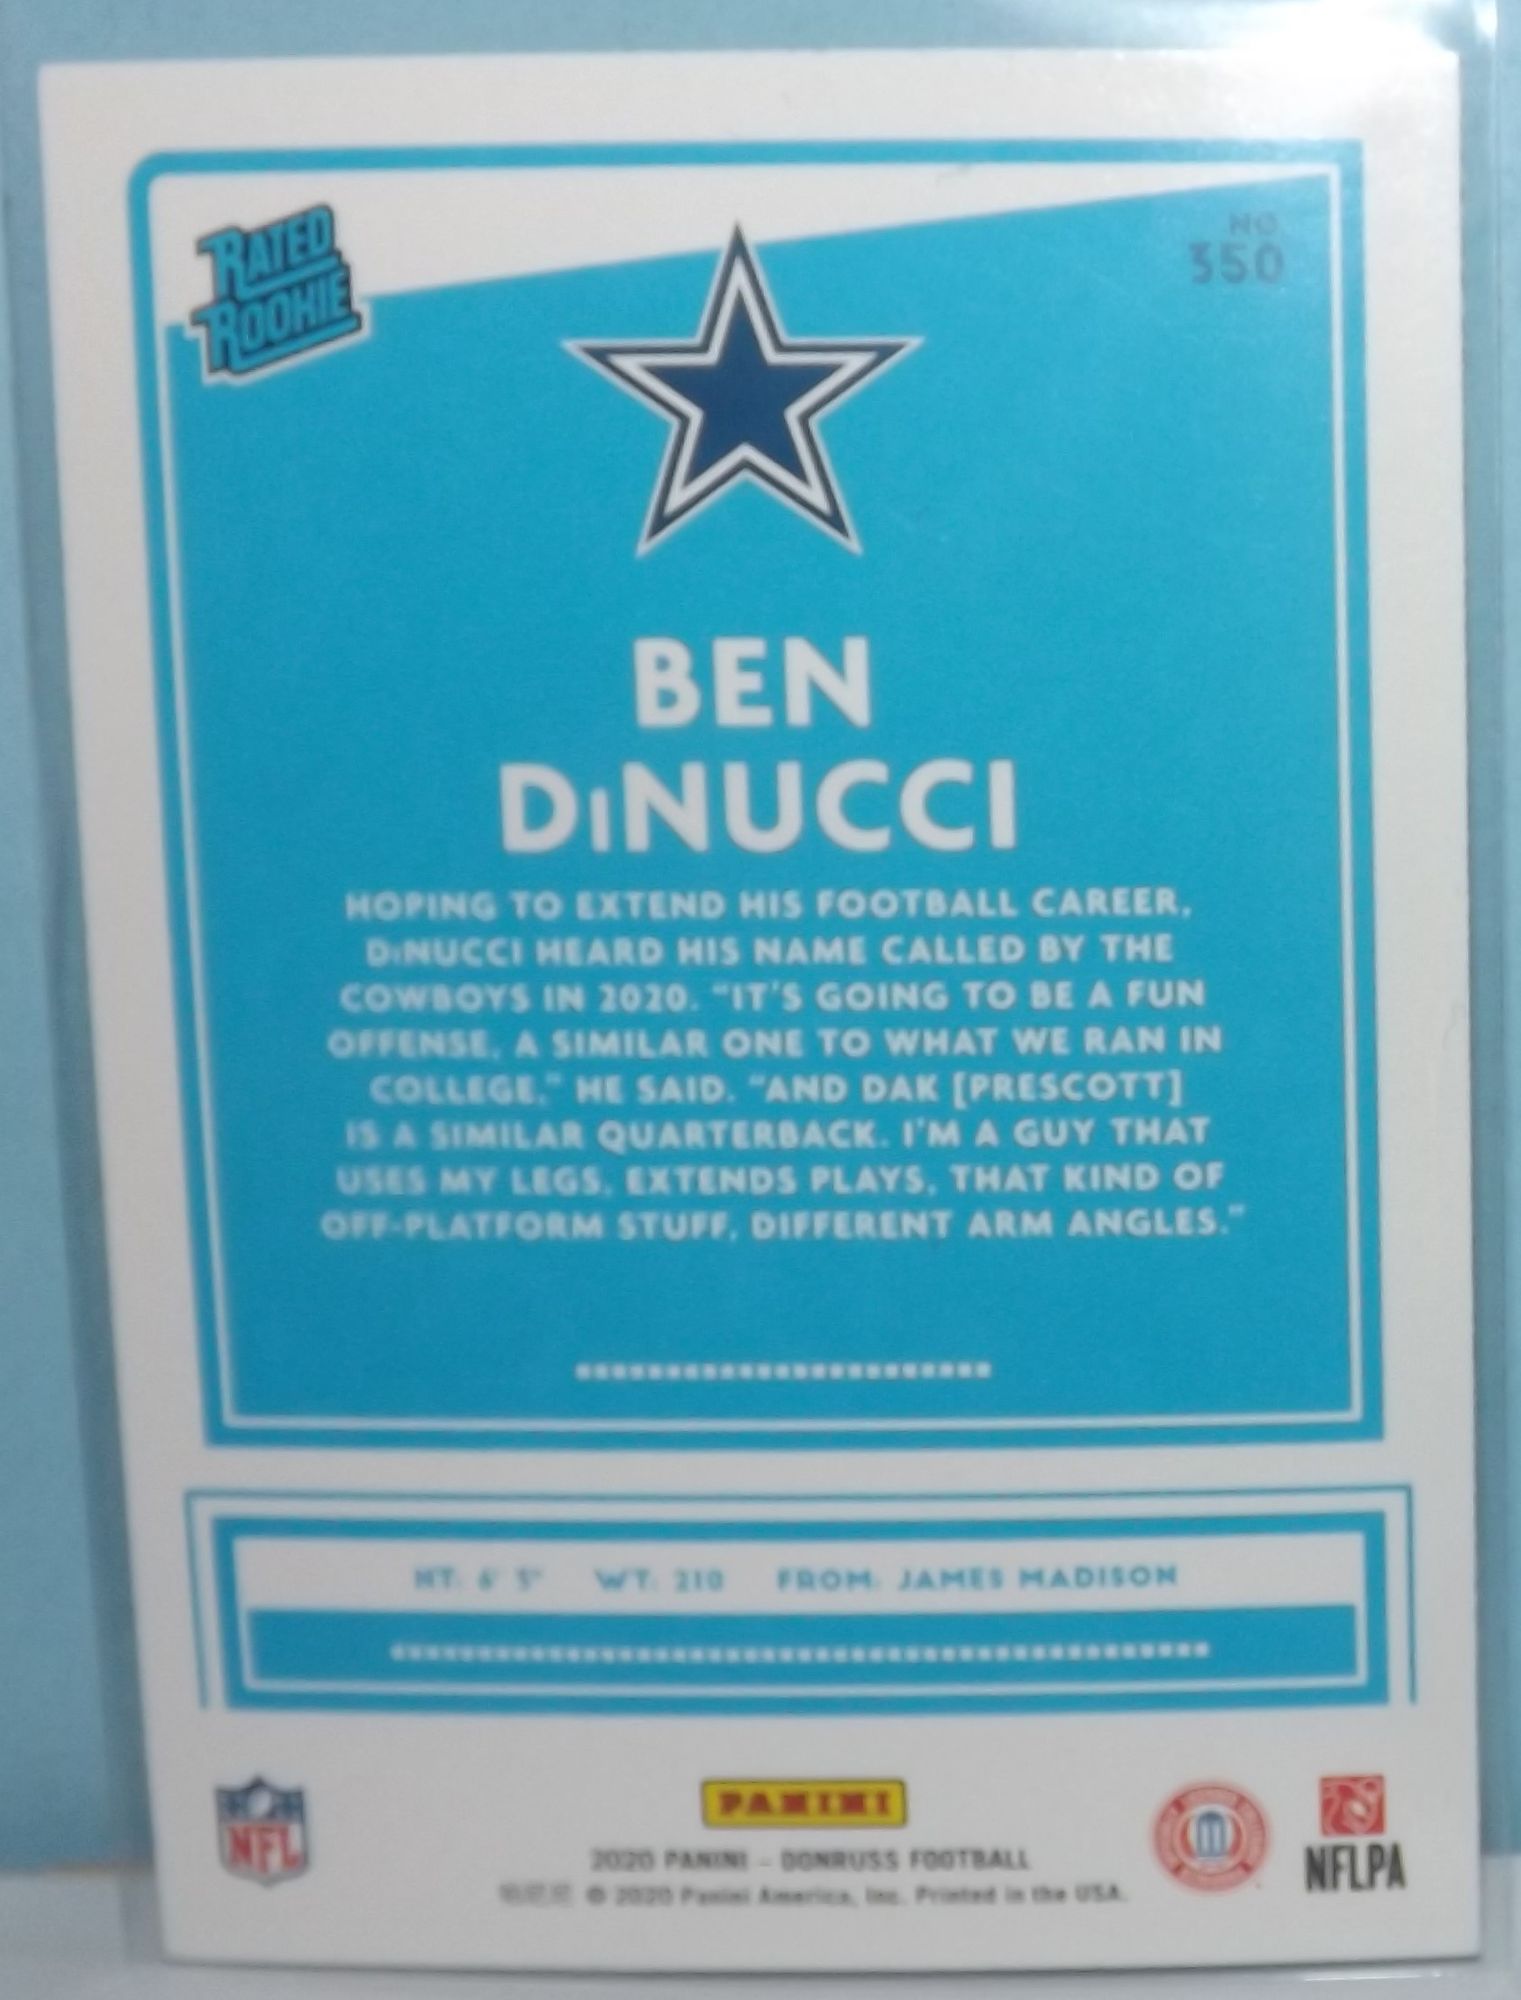 RATED
ROOKIE
NO.
350
BEN
DiNUCCI
HOPING TO EXTEND HIS FOOTBALL CAREER,
DiNUCCI HEARD HIS NAME CALLED BY THE
COWBOYS IN 2020. “IT’S GOING TO BE A FUN
OFFENSE, A SIMILAR ONE TO WHAT WE RAN IN
COLLEGE,” HE SAID. “AND DAK [PRESCOTT]
IS A SIMILAR QUARTERBACK. I’M A GUY THAT
USES MY LEGS, EXTENDS PLAYS, THAT KIND OF
OFF-PLATFORM STUFF, DIFFERENT ARM ANGLES.”
HT: 6' WT: 210 FROM: JAMES MADISON
NFL
PANINI
2020 PANINI – DONRUSS FOOTBALL
© 2020 Panini America, Inc. Printed in the USA.
NFLPA